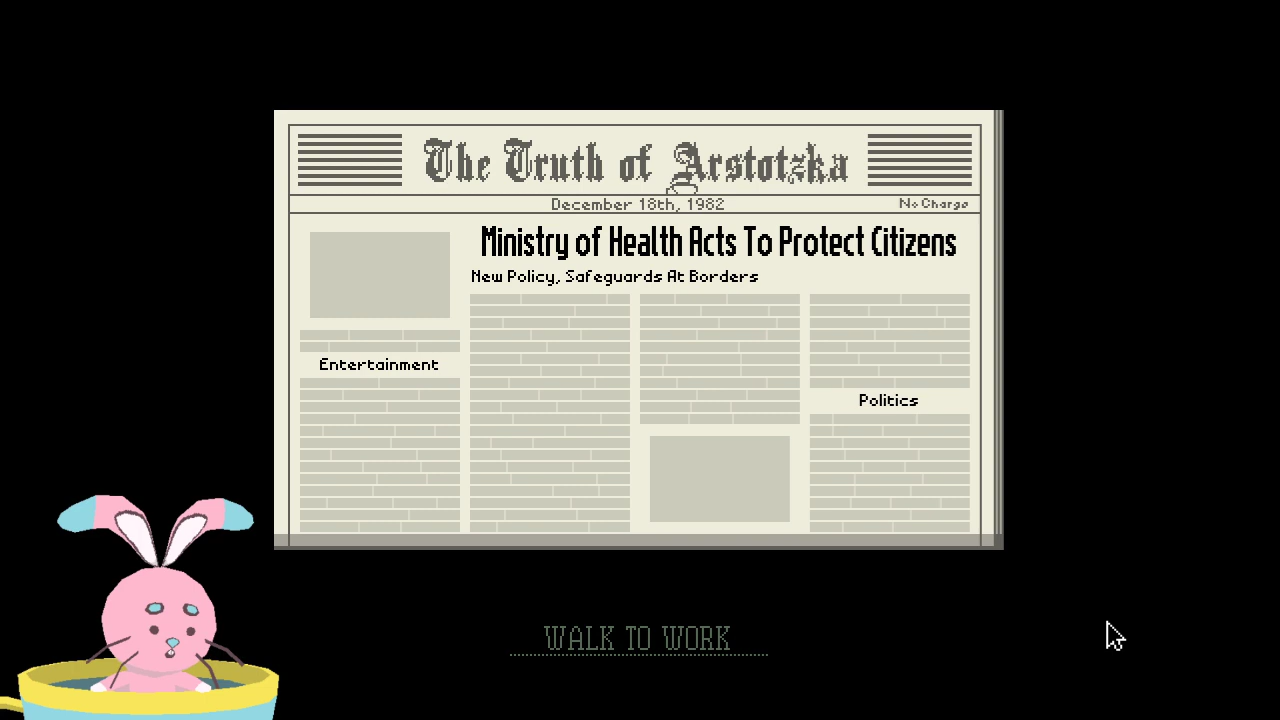 The Truth of Arstotzka
December 18th, 1982
No Charge
Ministry of Health Acts To Protect Citizens
New Policy, Safeguards At Borders
Entertainment
Politics
WALK TO WORK